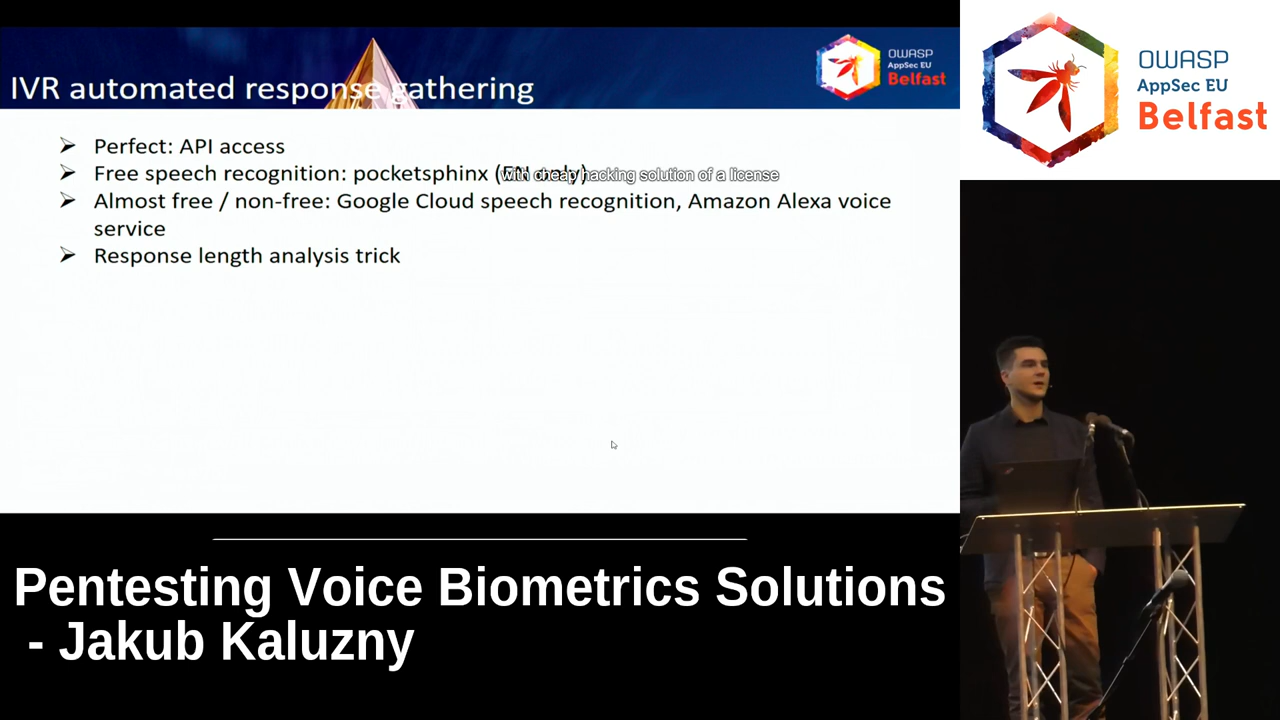 IVR automated response gathering
OWASP
AppSec EU
Belfast
➢ Perfect: API access
➢ Free speech recognition: pocketsphinx (EN only)
with cheap hacking solution of a license
➢ Almost free / non-free: Google Cloud speech recognition, Amazon Alexa voice
service
➢ Response length analysis trick
OWASP
AppSec EU
Belfast
Pentesting Voice Biometrics Solutions
- Jakub Kaluzny